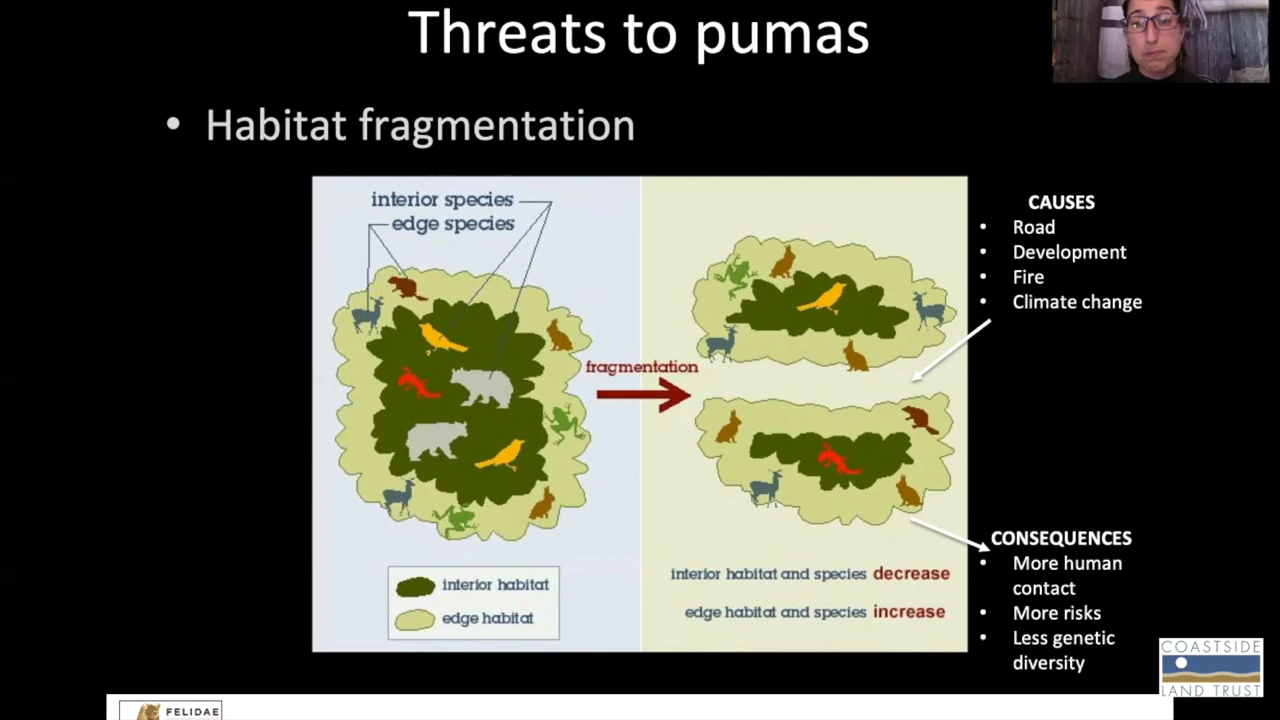 Threats to pumas
• Habitat fragmentation
interior species
edge species
fragmentation
interior habitat
edge habitat
interior habitat and species decrease
edge habitat and species increase
CAUSES
• Road
• Development
• Fire
• Climate change
CONSEQUENCES
• More human
contact
• More risks
• Less genetic
diversity
COASTSIDE
LAND TRUST
FELIDAE